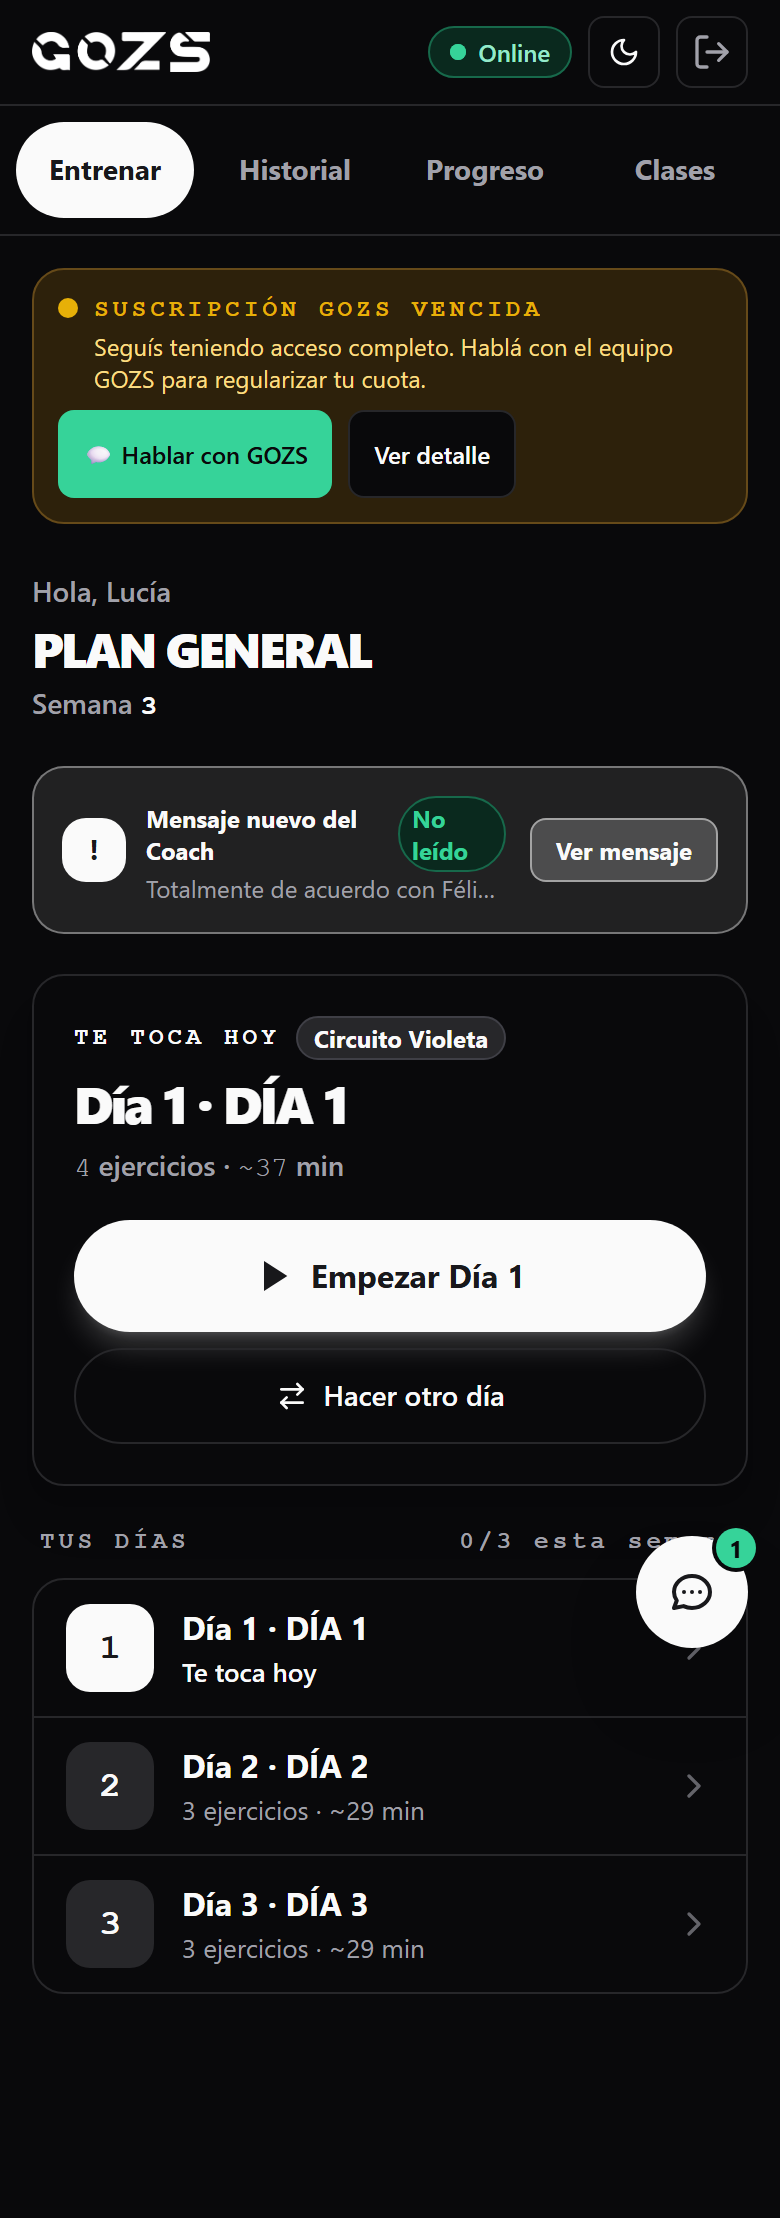 GOZS
Online
Entrenar
Historial
Progreso
Clases
SUSCRIPCIÓN GOZS VENCIDA
Seguís teniendo acceso completo. Hablá con el equipo
GOZS para regularizar tu cuota.
Hablar con GOZS
Ver detalle
Hola, Lucía
PLAN GENERAL
Semana 3
!
Mensaje nuevo del
Coach
No
leído
Totalmente de acuerdo con Féli...
Ver mensaje
TE TOCA HOY
Circuito Violeta
Día 1 · DÍA 1
4 ejercicios · ~37 min
Empezar Día 1
Hacer otro día
TUS DÍAS
0/3 esta
1
1
Día 1 · DÍA 1
Te toca hoy
2
Día 2 · DÍA 2
3 ejercicios · ~29 min
3
Día 3 · DÍA 3
3 ejercicios · ~29 min